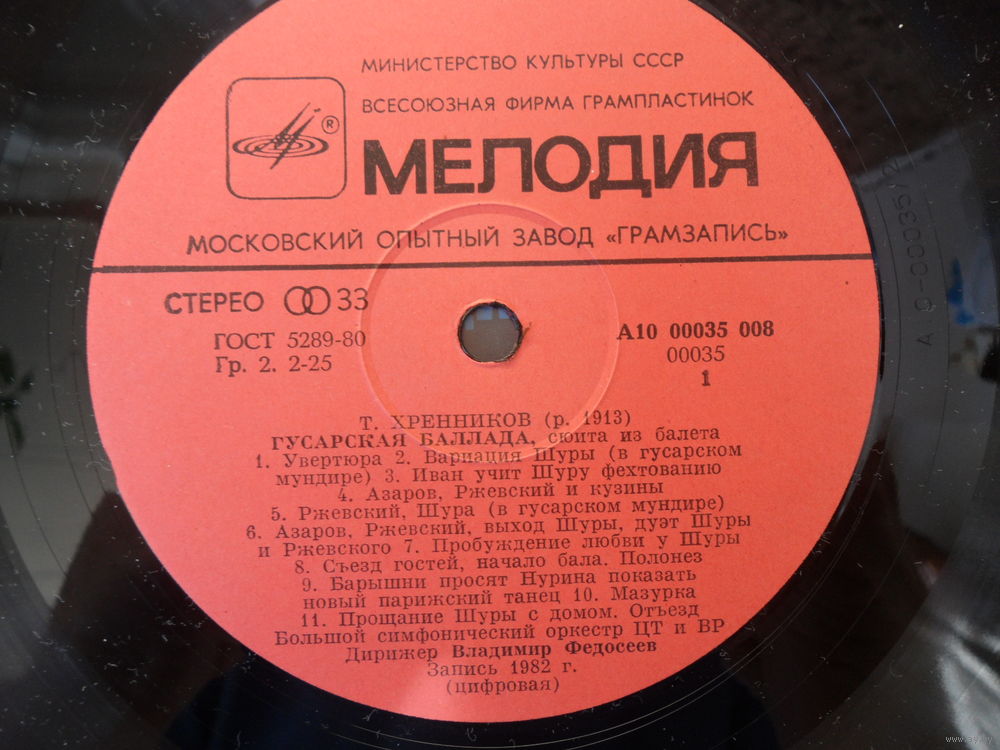 МИНИСТЕРСТВО КУЛЬТУРЫ СССР
ВСЕСОЮЗНАЯ ФИРМА ГРАМПЛАСТИНОК
®
МЕЛОДИЯ
МОСКОВСКИЙ ОПЫТНЫЙ ЗАВОД «ГРАМЗАПИСЬ»
СТЕРЕО 33
ГОСТ 5289-80
Гр. 2. 2-25
А10 00035 008
00035
1
Т. ХРЕННИКОВ (р. 1913)
ГУСАРСКАЯ БАЛЛАДА, сюита из балета
1. Увертюра 2. Вариация Шуры (в гусарском
мундире) 3. Иван учит Шуру фехтованию
4. Азаров, Ржевский и кузины
5. Ржевский, Шура (в гусарском мундире)
6. Азаров, Ржевский, выход Шуры, дуэт Шуры
и Ржевского 7. Пробуждение любви у Шуры
8. Съезд гостей, начало бала. Полонез
9. Барышни просят Нурина показать
новый парижский танец 10. Мазурка
11. Прощание Шуры с домом. Отъезд
Большой симфонический оркестр ЦТ и ВР
Дирижер Владимир Федосеев
Запись 1982 г.
(цифровая)